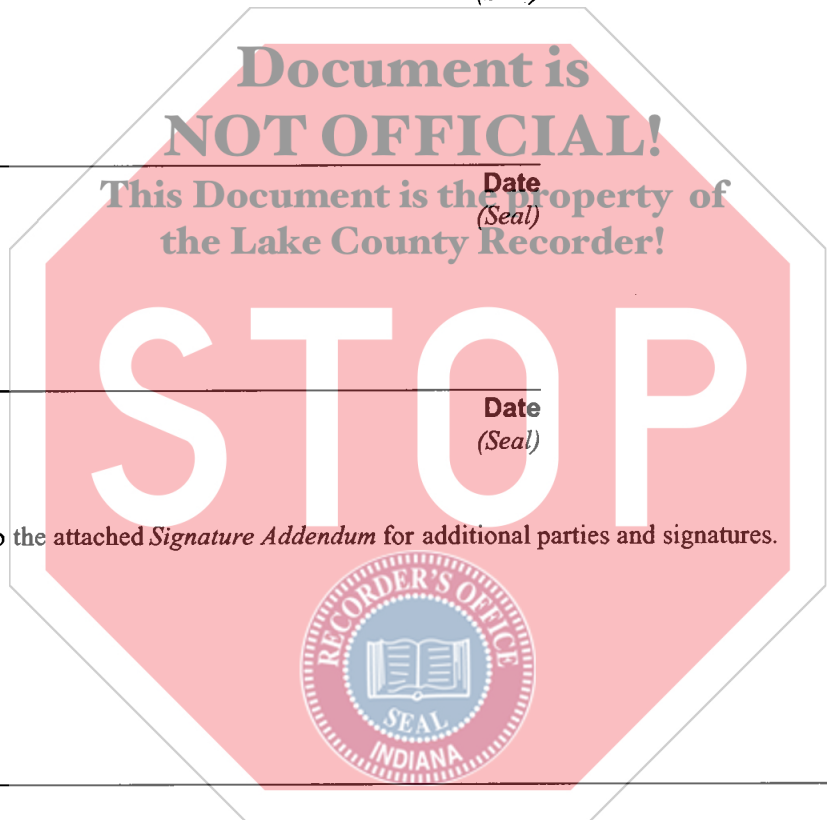 Document is
NOT OFFICIAL!
Date
This Document is the property of
(Seal)
the Lake County Recorder!
STOP
Date
(Seal)
the attached Signature Addendum for additional parties and signatures.
RECORDER'S OFFICE
SEAL
INDIANA